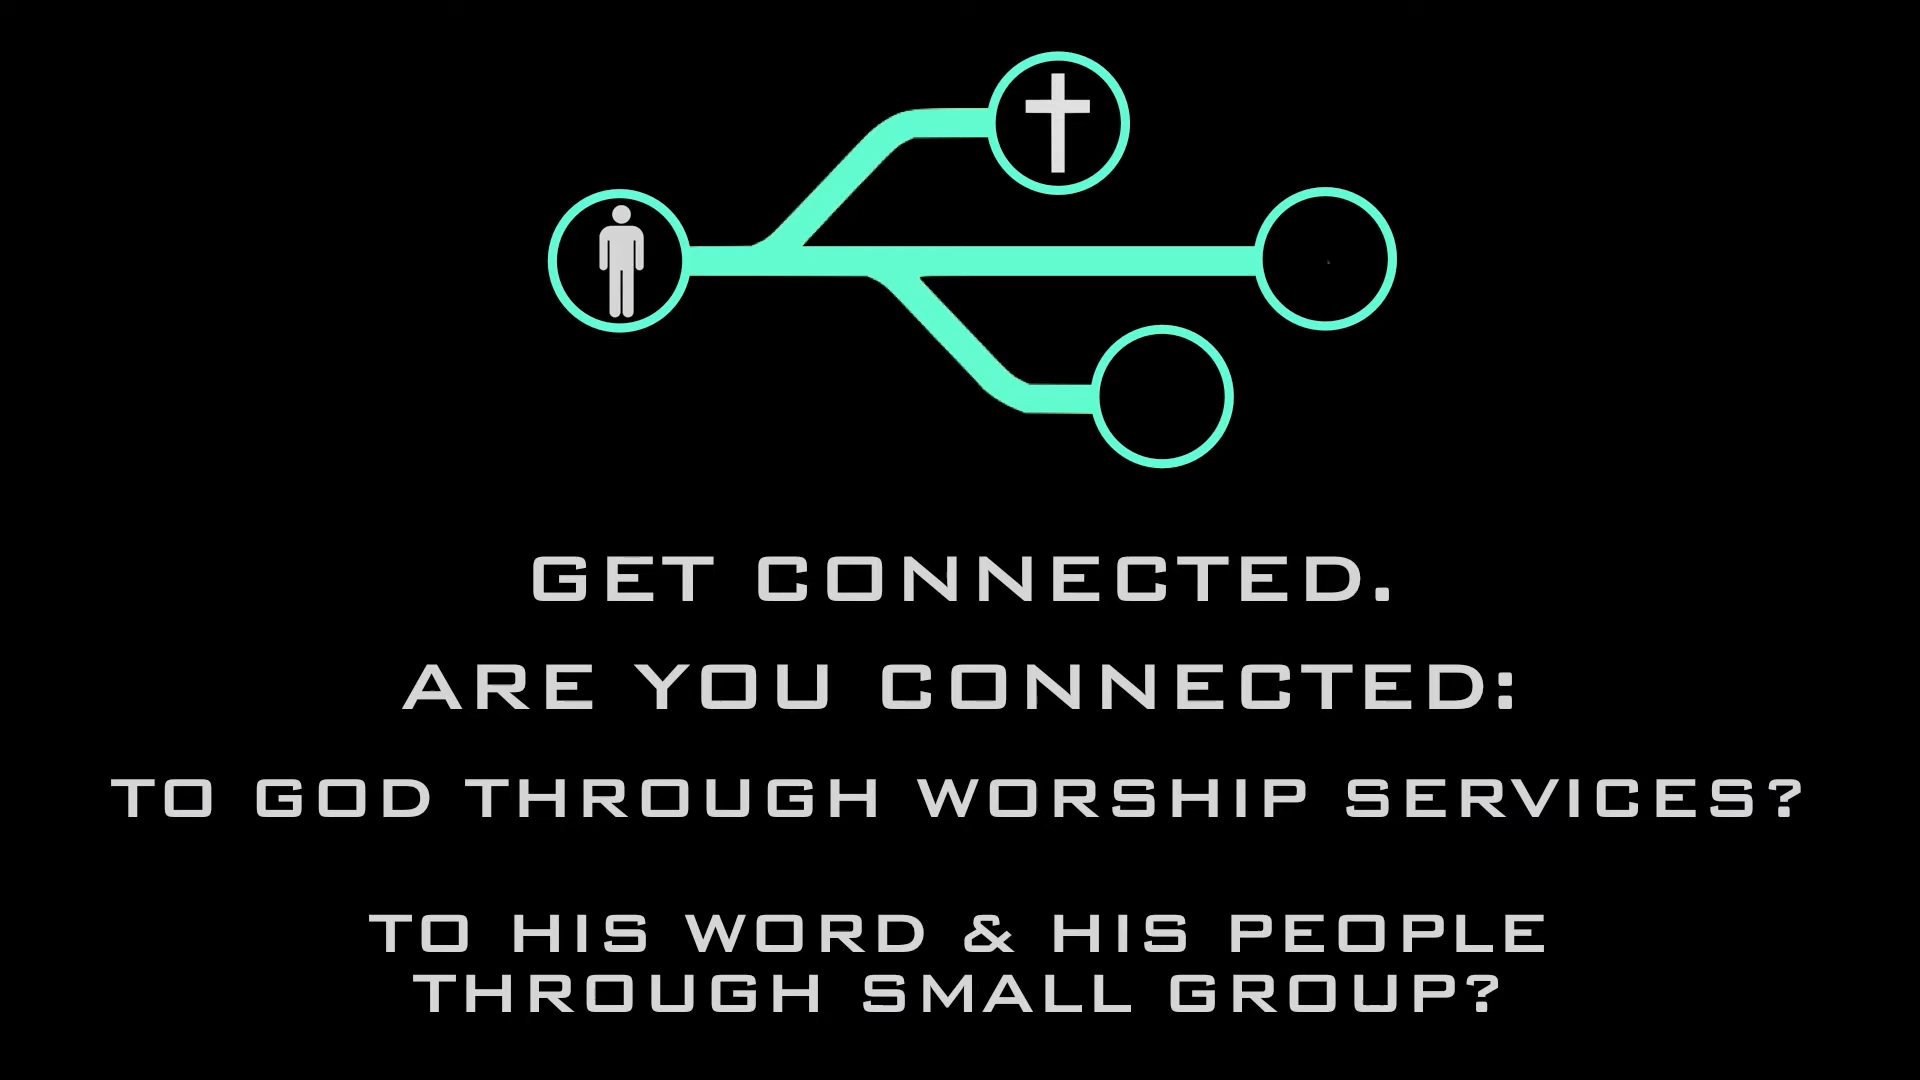 GET CONNECTED.
ARE YOU CONNECTED:
TO GOD THROUGH WORSHIP SERVICES?
TO HIS WORD & HIS PEOPLE
THROUGH SMALL GROUP?